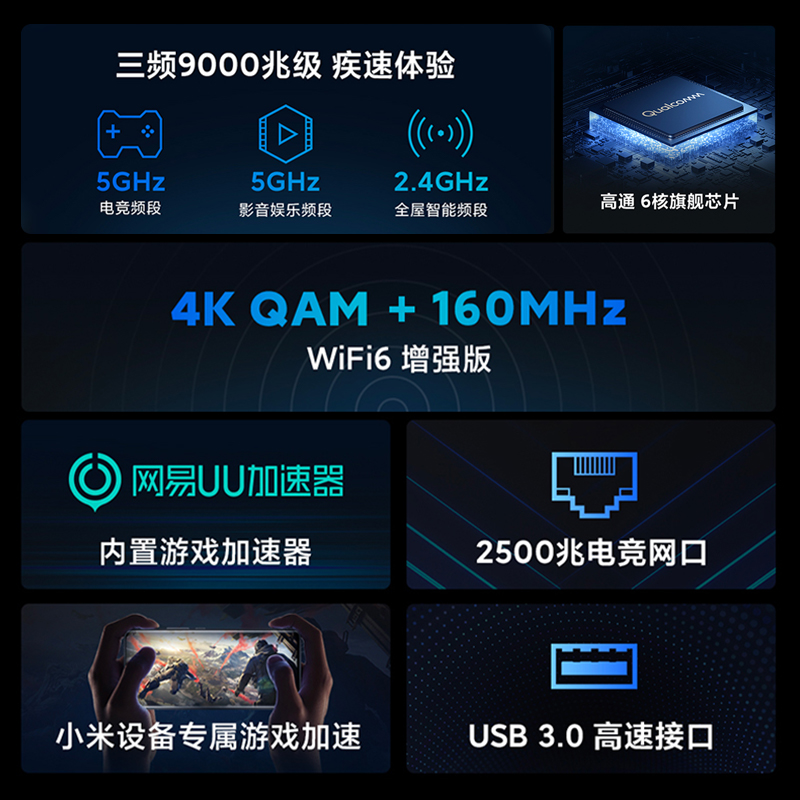 三频9000兆级 疾速体验
5GHz
电竞频段
5GHz
影音娱乐频段
2.4GHz
全屋智能频段
Qualcomm
高通 6核旗舰芯片
4K QAM + 160MHz
WiFi6 增强版
网易UU加速器
内置游戏加速器
2500兆电竞网口
小米设备专属游戏加速
USB 3.0 高速接口